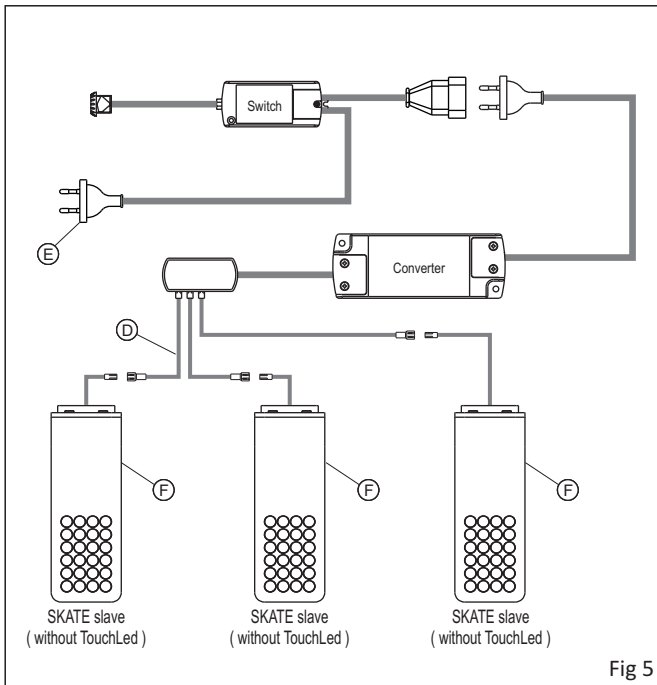 Switch
E
Converter
D
F
F
F
SKATE slave
( without TouchLed )
SKATE slave
( without TouchLed )
SKATE slave
( without TouchLed )
Fig 5